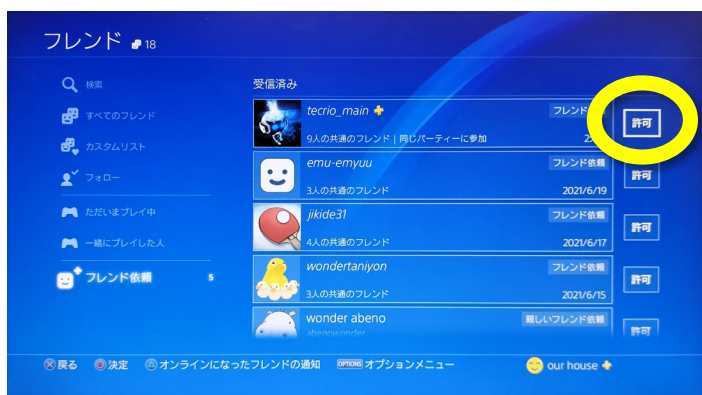 フレンド 18
検索
すべてのフレンド
カスタムリスト
フォロー
ただいまプレイ中
一緒にプレイした人
フレンド依頼 5
受信済み
tecrio_main
9人の共通のフレンド | 同じパーティーに参加
許可
emu-emyuu フレンド依頼
3人の共通のフレンド 2021/6/19
許可
jikide31 フレンド依頼
4人の共通のフレンド 2021/6/17
許可
wondertaniyon フレンド依頼
3人の共通のフレンド 2021/6/15
許可
wonder abeno 親しいフレンド依頼
abenowonder
許可
戻る 決定 オンラインになったフレンドの通知 OPTIONS オプションメニュー our house